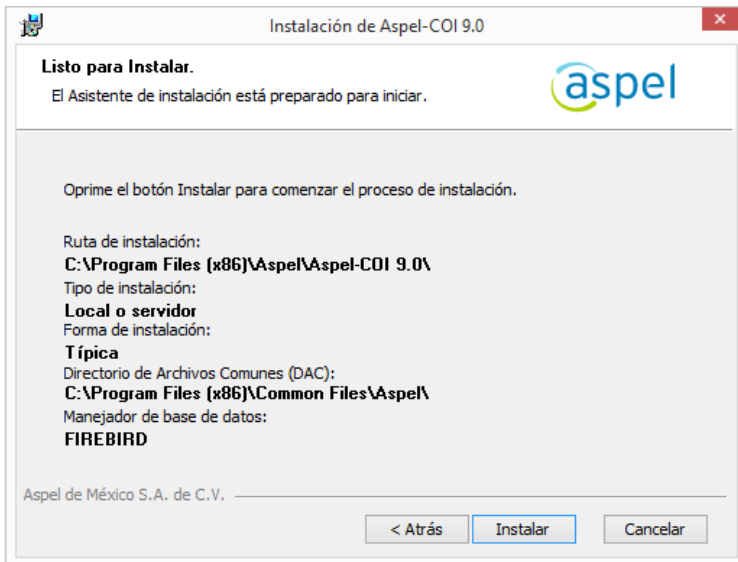 Instalación de Aspel-COI 9.0
Listo para Instalar.
El Asistente de instalación está preparado para iniciar.
aspel
Oprime el botón Instalar para comenzar el proceso de instalación.
Ruta de instalación:
C:\Program Files (x86)\Aspel\Aspel-COI 9.0\
Tipo de instalación:
Local o servidor
Forma de instalación:
Típica
Directorio de Archivos Comunes (DAC):
C:\Program Files (x86)\Common Files\Aspel\
Manejador de base de datos:
FIREBIRD
Aspel de México S.A. de C.V.
< Atrás Instalar Cancelar